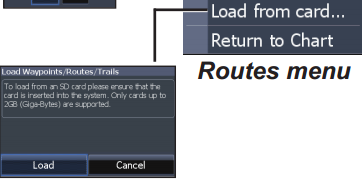 Load from card...
Return to Chart
Routes menu
Load Waypoints/Routes/Trails
To load from an SD card please ensure that the
card is inserted into the system. Only cards up to
2GB (Giga-Bytes) are supported.
Load
Cancel